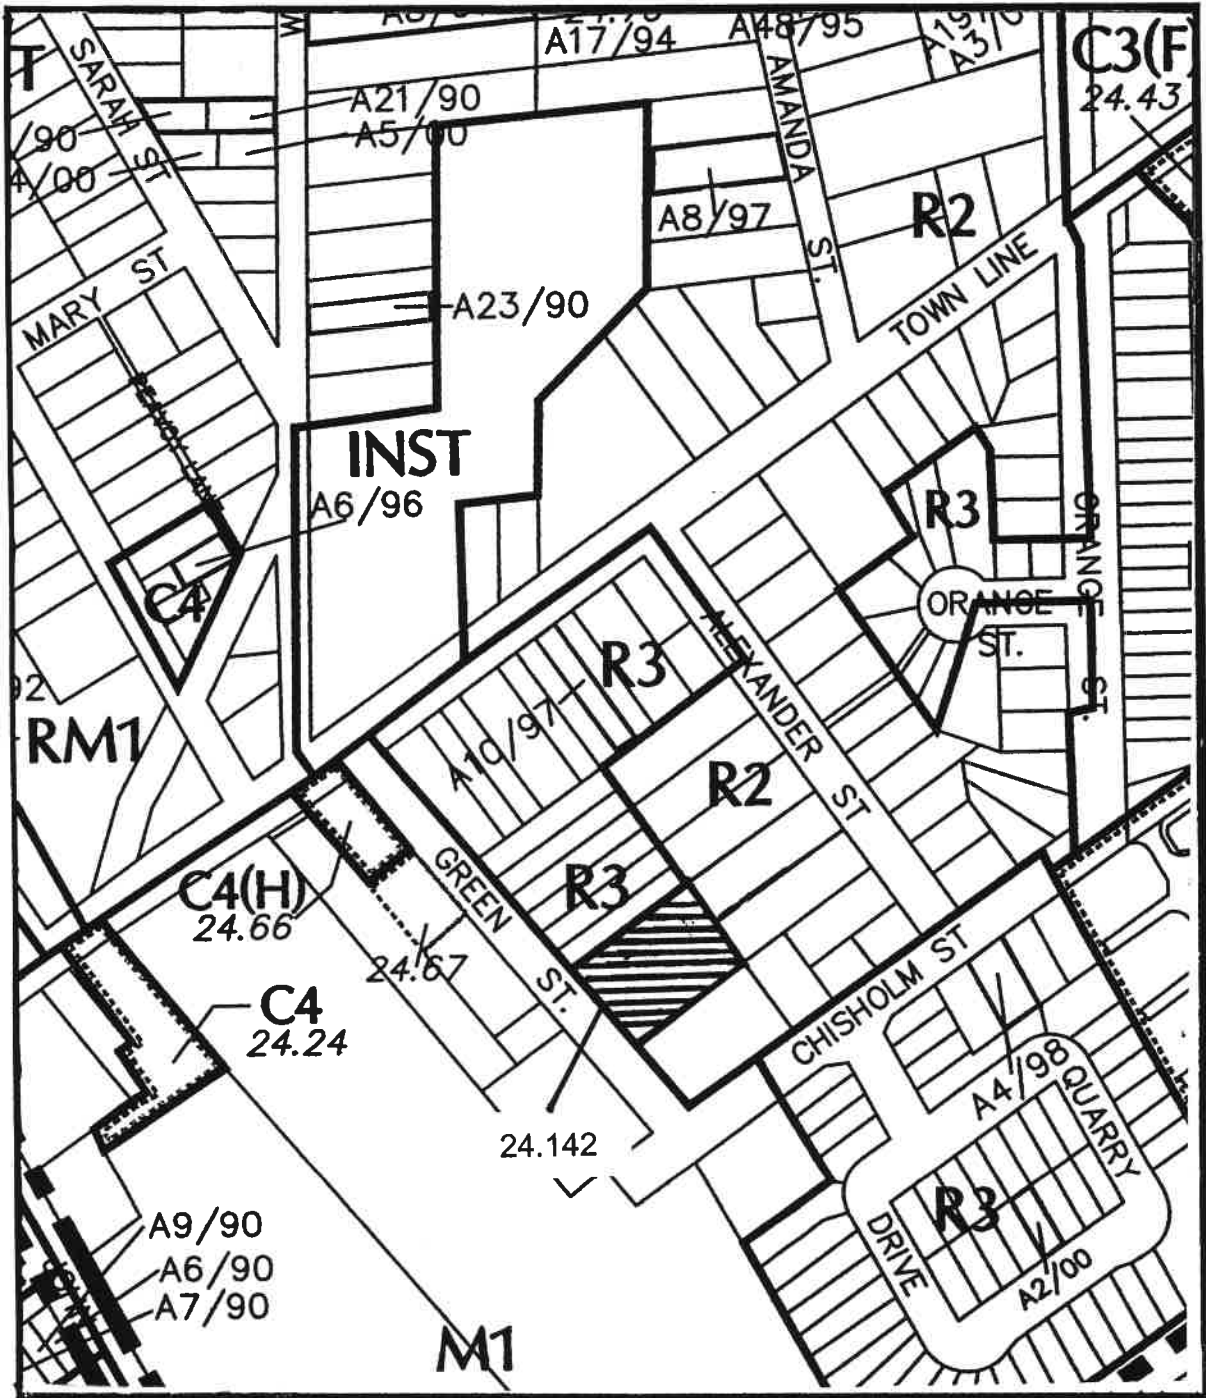 A17/94
A48/95
C3(F)
24.43
T
SARAH ST
AMANDA ST.
A21/90
A5/00
/90
4/00
A8/97
R2
MARY ST
TOWN LINE
A23/90
INST
A6/96
R3
C4
ORANGE ST.
ORANGE ST.
92
RM1
R3
ALEXANDER ST
A10/97
R2
C4(H)
24.66
GREEN ST.
R3
24.67
C4
24.24
CHISHOLM ST
A4/98
QUARRY DRIVE
24.142
R3
A9/90
A6/90
A7/90
A2/00
M1